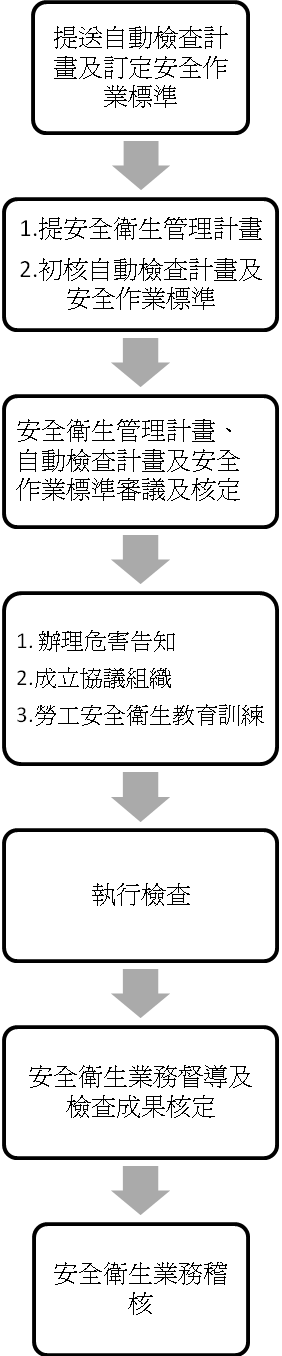 提送自動檢查計
畫及訂定安全作
業標準
1.提安全衛生管理計畫
2.初核自動檢查計畫及
安全作業標準
安全衛生管理計畫、
自動檢查計畫及安全
作業標準審議及核定
1. 辦理危害告知
2.成立協議組織
3.勞工安全衛生教育訓練
執行檢查
安全衛生業務督導及
檢查成果核定
安全衛生業務稽
核